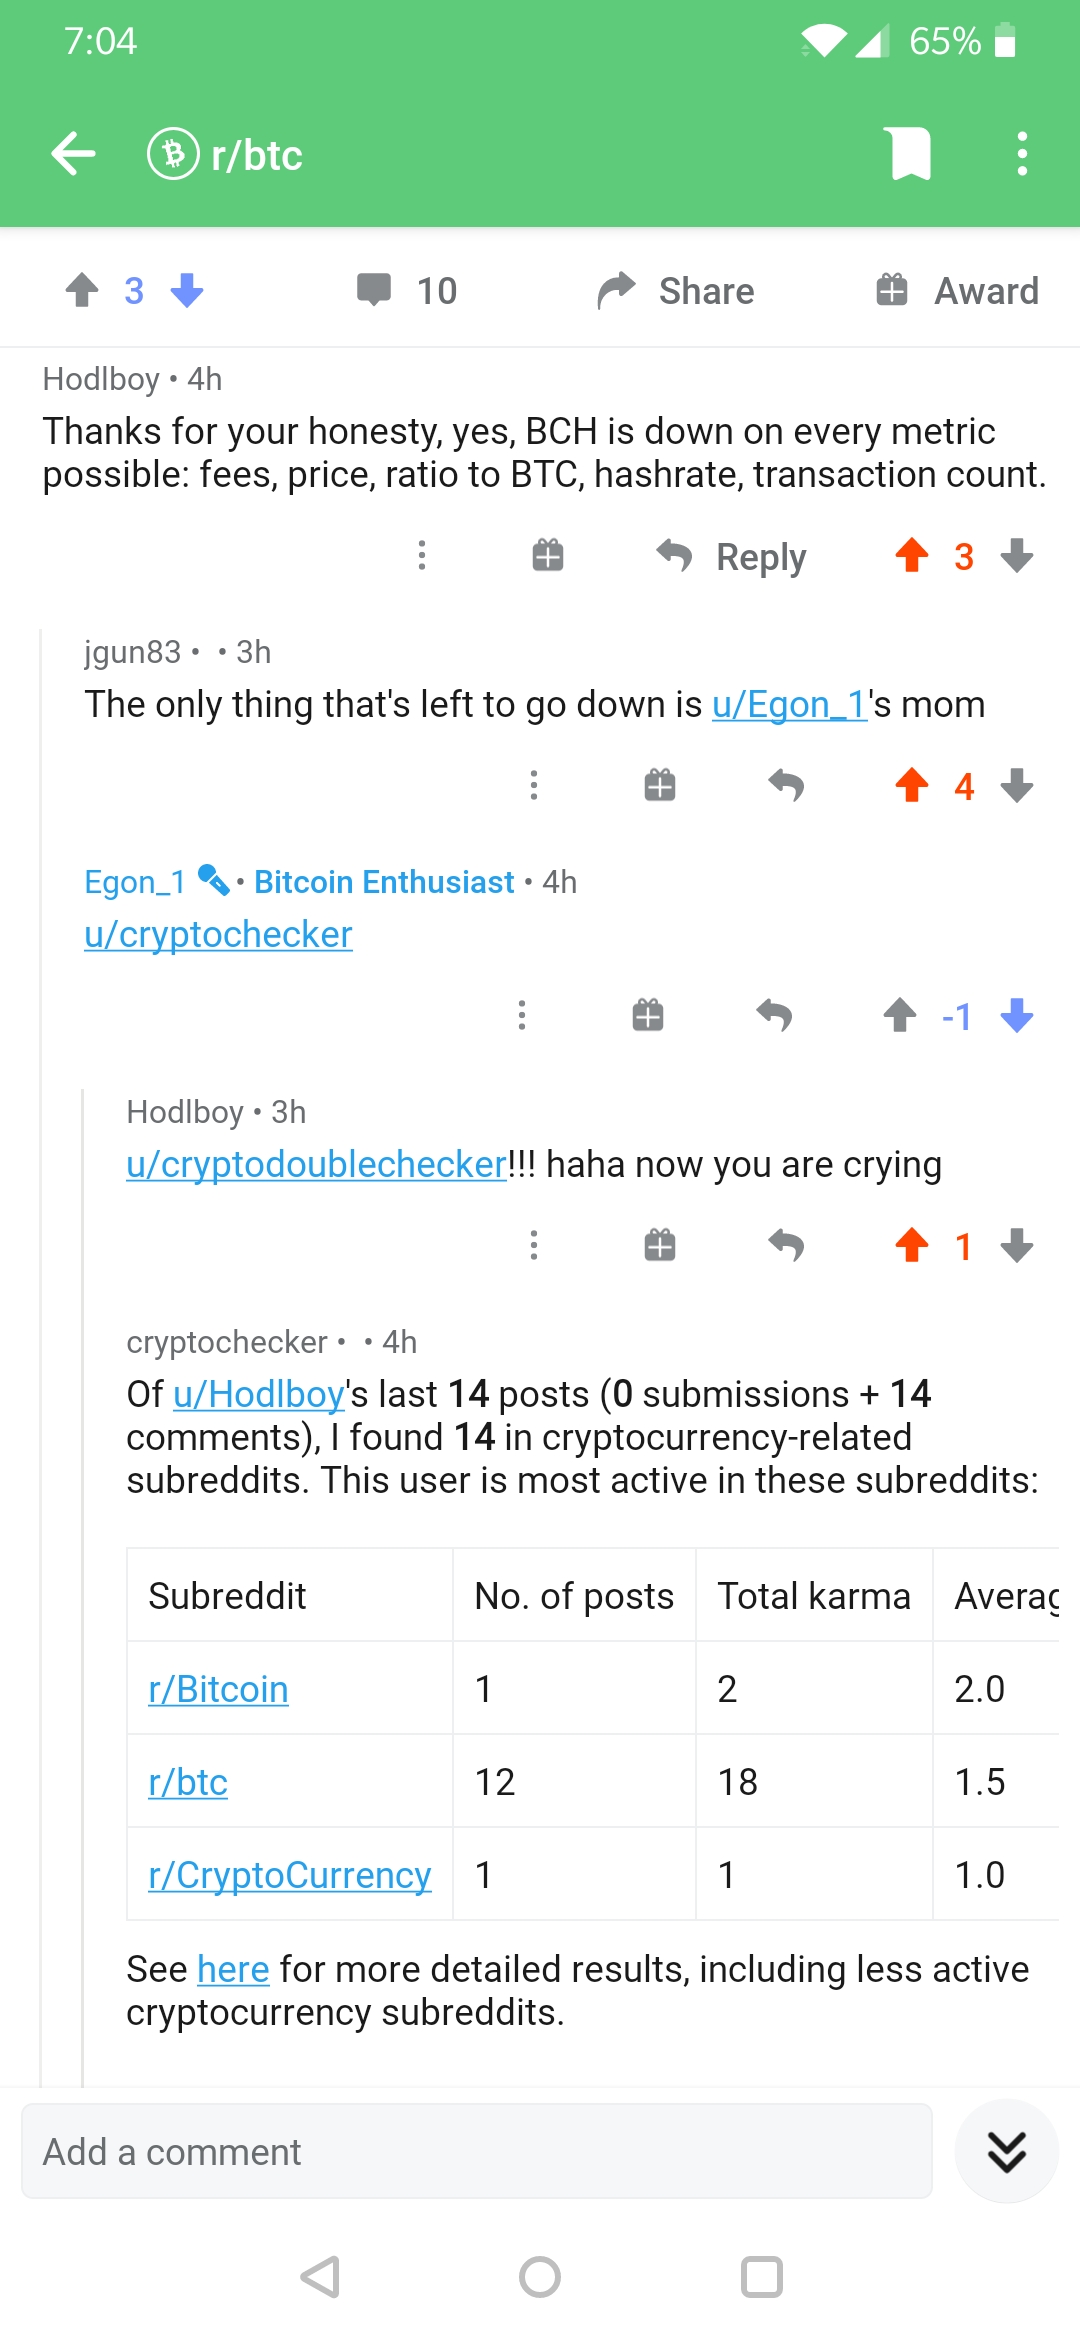 7:04
65%
r/btc
3
10
Share
Award
Hodlboy • 4h
Thanks for your honesty, yes, BCH is down on every metric
possible: fees, price, ratio to BTC, hashrate, transaction count.
Reply
3
jgun83 • • 3h
The only thing that's left to go down is u/Egon_1's mom
4
Egon_1 • Bitcoin Enthusiast • 4h
u/cryptochecker
-1
Hodlboy • 3h
u/cryptodoublechecker!!! haha now you are crying
1
cryptochecker • • 4h
Of u/Hodlboy's last 14 posts (0 submissions + 14
comments), I found 14 in cryptocurrency-related
subreddits. This user is most active in these subreddits:
Subreddit No. of posts Total karma Averag
r/Bitcoin 1 2 2.0
r/btc 12 18 1.5
r/CryptoCurrency 1 1 1.0
See here for more detailed results, including less active
cryptocurrency subreddits.
Add a comment